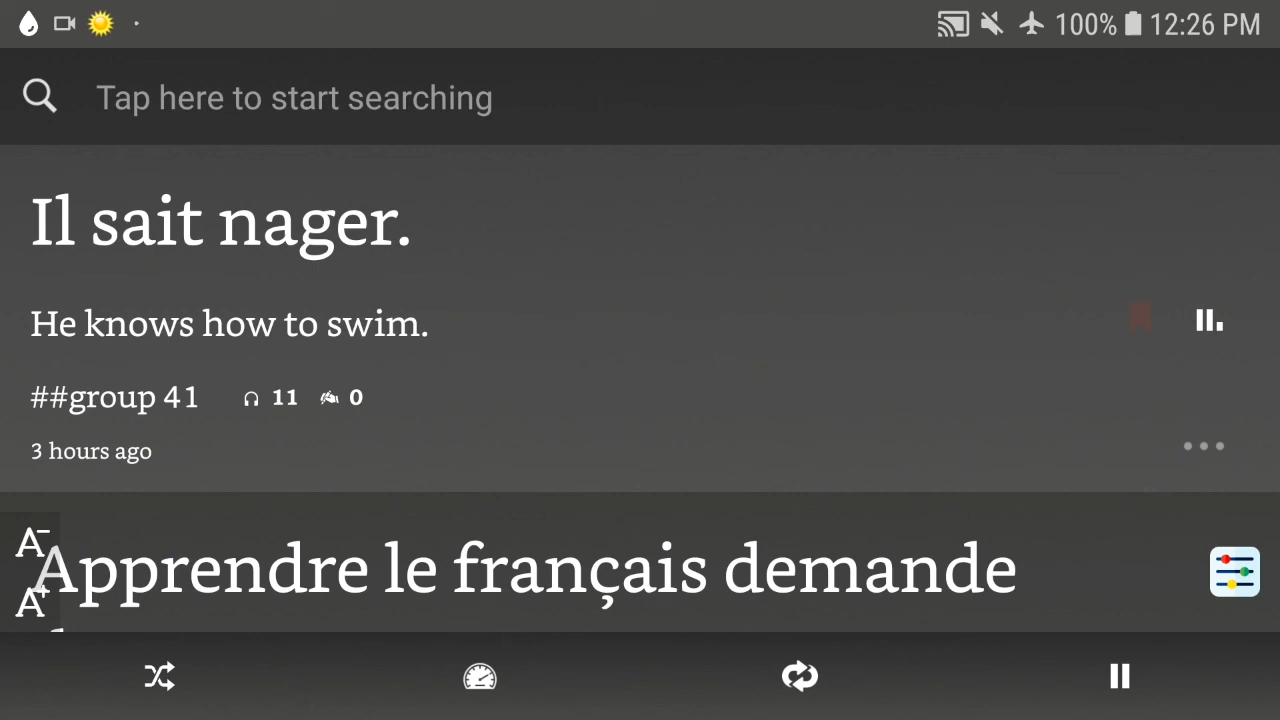 100% 12:26 PM
Tap here to start searching
Il sait nager.
He knows how to swim.
##group 41 11 0
3 hours ago
A-
Apprendre le français demande
A+